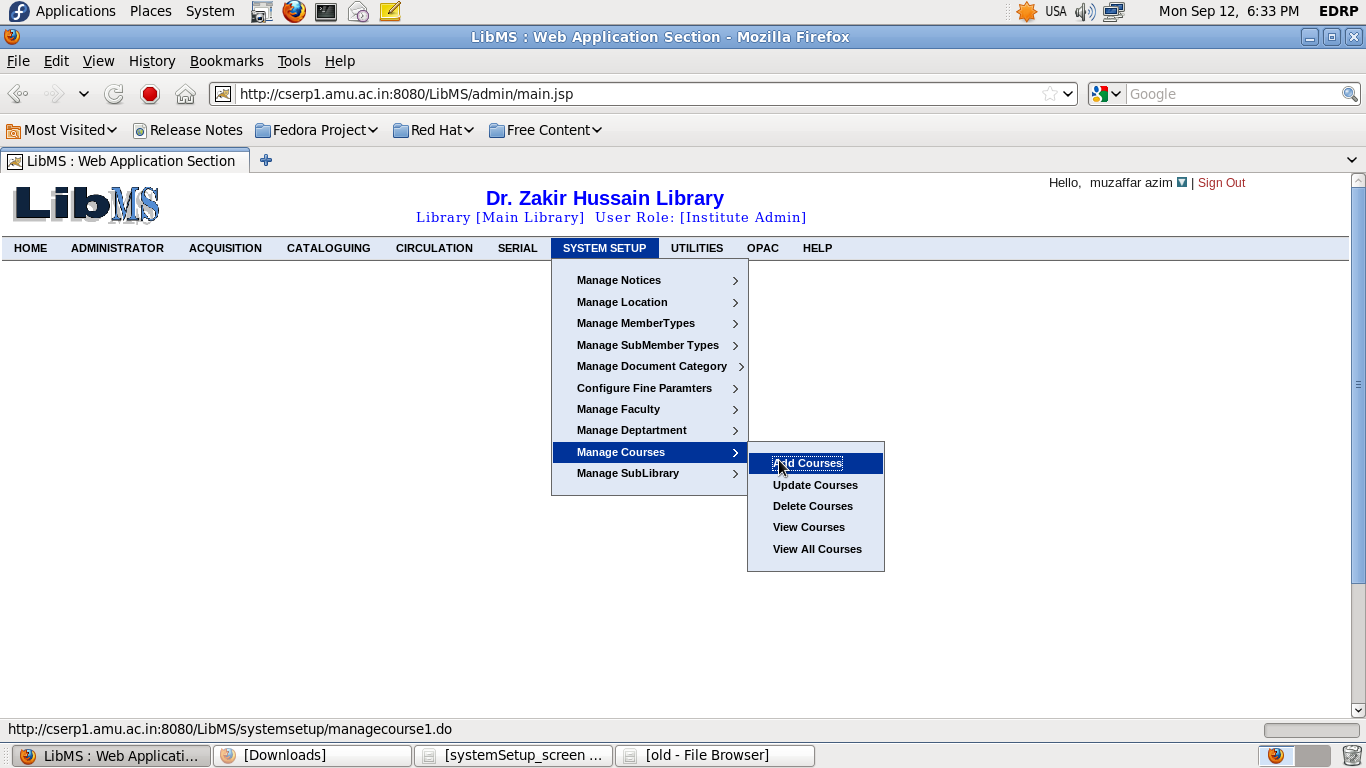 Applications Places System USA Mon Sep 12, 6:33 PM EDRP
LibMS : Web Application Section - Mozilla Firefox
File Edit View History Bookmarks Tools Help
http://cserp1.amu.ac.in:8080/LibMS/admin/main.jsp Google
Most Visited Release Notes Fedora Project Red Hat Free Content
LibMS : Web Application Section
Hello, muzaffar azim | Sign Out
LibMS
Dr. Zakir Hussain Library
Library [Main Library] User Role: [Institute Admin]
HOME ADMINISTRATOR ACQUISITION CATALOGUING CIRCULATION SERIAL SYSTEM SETUP UTILITIES OPAC HELP
Manage Notices
Manage Location
Manage MemberTypes
Manage SubMember Types
Manage Document Category
Configure Fine Paramters
Manage Faculty
Manage Deptartment
Manage Courses
Manage SubLibrary
Add Courses
Update Courses
Delete Courses
View Courses
View All Courses
http://cserp1.amu.ac.in:8080/LibMS/systemsetup/managecourse1.do
LibMS : Web Applicati... [Downloads] [systemSetup_screen ... [old - File Browser]